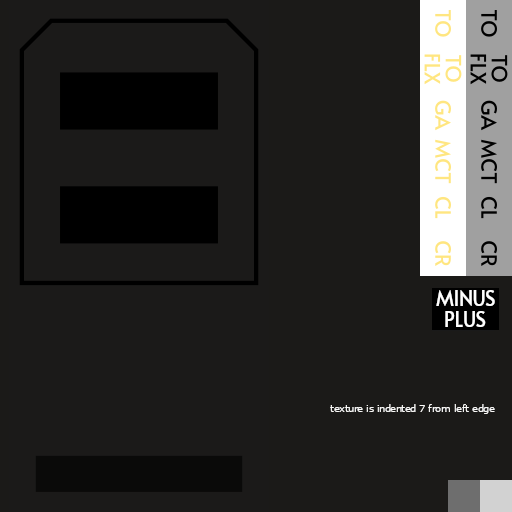 TO
TO FLX
GA
MCT
CL
CR
TO
TO FLX
GA
MCT
CL
CR
MINUS
PLUS
texture is indented 7 from left edge